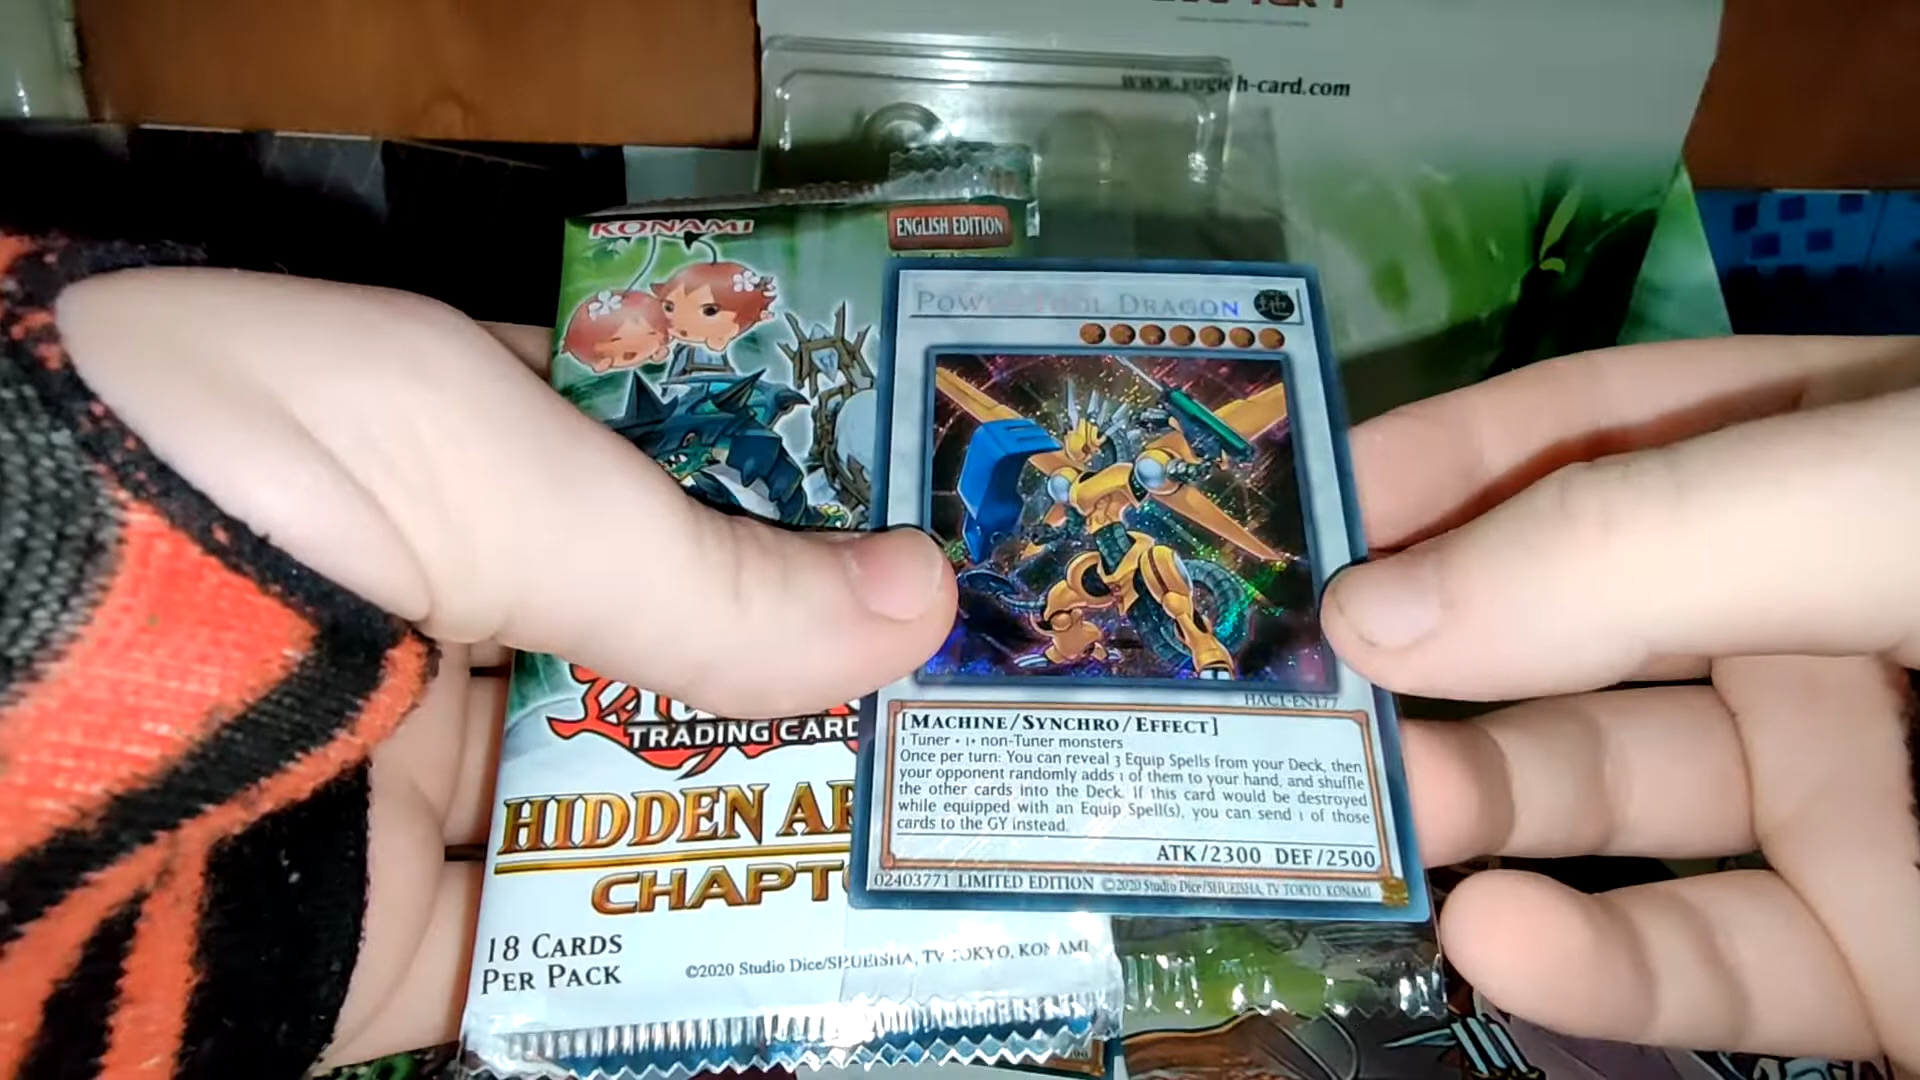 www.yugioh-card.com
KONAMI
ENGLISH EDITION
TRADING CARD
HIDDEN AR
CHAPT
18 CARDS
PER PACK
©2020 Studio Dice/SHUEISHA, TV TOKYO, KONAMI
POWER TOOL DRAGON
HAC1-EN177
[MACHINE/SYNCHRO/EFFECT]
1 Tuner + 1+ non-Tuner monsters
Once per turn: You can reveal 3 Equip Spells from your Deck, then
your opponent randomly adds 1 of them to your hand, and shuffle
the other cards into the Deck. If this card would be destroyed
while equipped with an Equip Spell(s), you can send 1 of those
cards to the GY instead.
ATK/2300 DEF/2500
02403771 LIMITED EDITION ©2020 Studio Dice/SHUEISHA, TV TOKYO, KONAMI